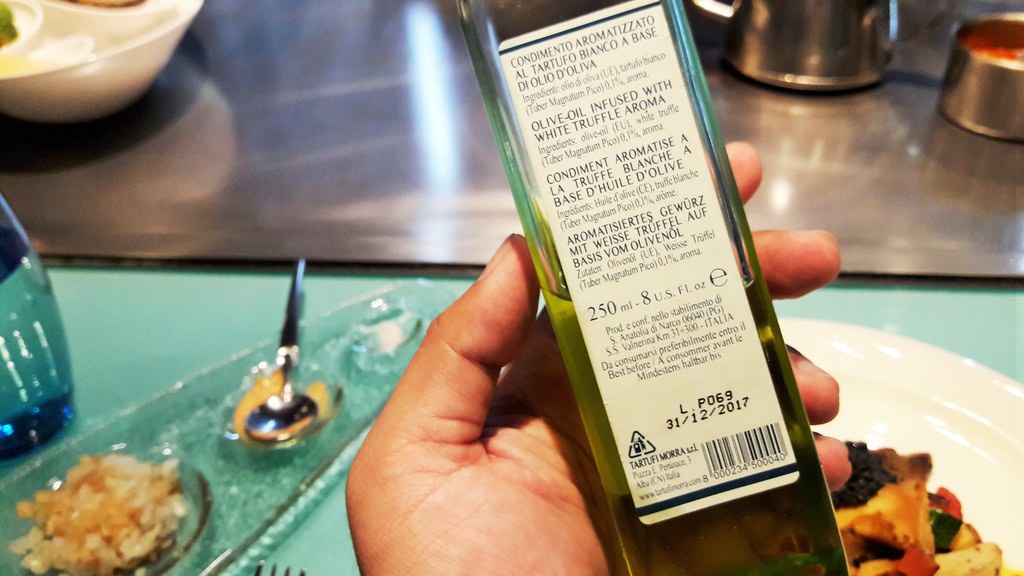 CONDIMENTO AROMATIZZATO
AL TARTUFO BIANCO A BASE
DI OLIO D'OLIVA
Ingredienti: olio di oliva (UE), tartufo bianco
(Tuber Magnatum Pico) 0,1%, aroma.
OLIVE-OIL INFUSED WITH
WHITE TRUFFLE AROMA
Ingredients: olive-oil (EU), white truffle
(Tuber Magnatum Pico) 0,1%, aroma.
CONDIMENT AROMATISE A
LA TRUFFE BLANCHE À
BASE D'HUILE D'OLIVE.
Ingrédients: Huile d'olive (CE), truffe blanche
(Tuber Magnatum Pico) 0,1%, arôme.
AROMATISIERTES GEWÜRZ
MIT WEISSE TRÜFFEL AUF
BASIS VOM OLIVENÖL
Zutaten: Olivenöl (UE), Weisse Trüffel
(Tuber Magnatum Pico) 0,1%, aroma.
250 ml - 8 U.S. Fl. oz e
Prod. e conf. nello stabilimento di
S. Anatolia di Narco 06040 (PG)
S.S. Valnerina Km 31+300 - ITALIA
Da consumarsi preferibilmente entro il
Best before / A consommer avant le
Mindestens haltbar bis
L P069
31/12/2017
TARTUFI MORRA s.r.l.
Piazza E. Pertinace, 3
Alba (CN) Italia
www.tartufimorra.com
8 000234 500040